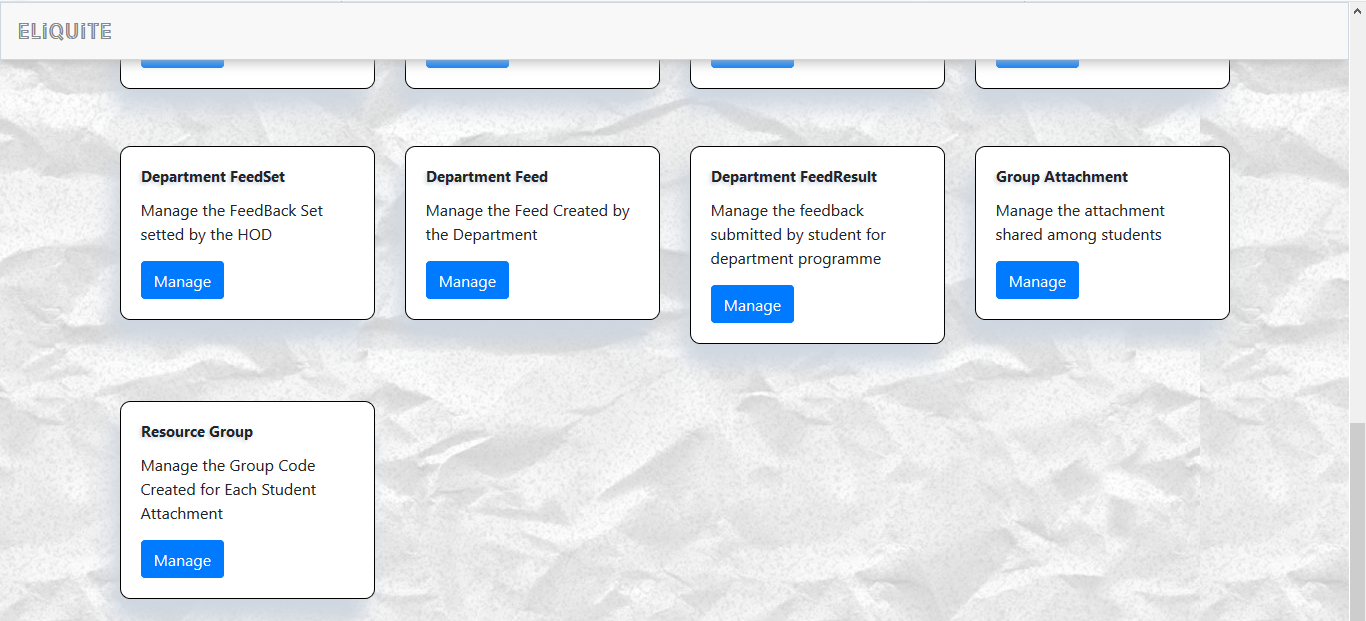 ELiQUiTE
Department FeedSet
Manage the FeedBack Set
setted by the HOD
Manage
Department Feed
Manage the Feed Created by
the Department
Manage
Department FeedResult
Manage the feedback
submitted by student for
department programme
Manage
Group Attachment
Manage the attachment
shared among students
Manage
Resource Group
Manage the Group Code
Created for Each Student
Attachment
Manage